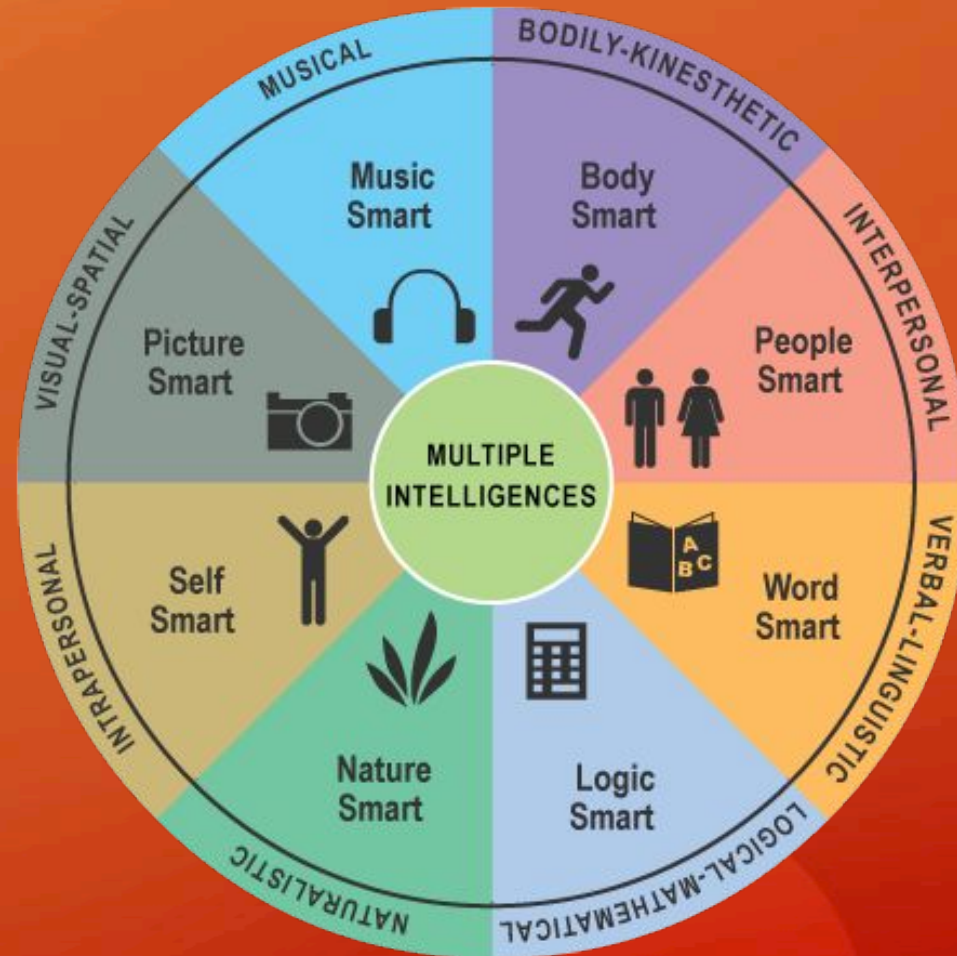 MUSICAL
Music
Smart
BODILY-KINESTHETIC
Body
Smart
INTERPERSONAL
People
Smart
VERBAL-LINGUISTIC
A
B C
Word
Smart
LOGICAL-MATHEMATICAL
Logic
Smart
NATURALISTIC
Nature
Smart
INTRAPERSONAL
Self
Smart
VISUAL-SPATIAL
Picture
Smart
MULTIPLE
INTELLIGENCES